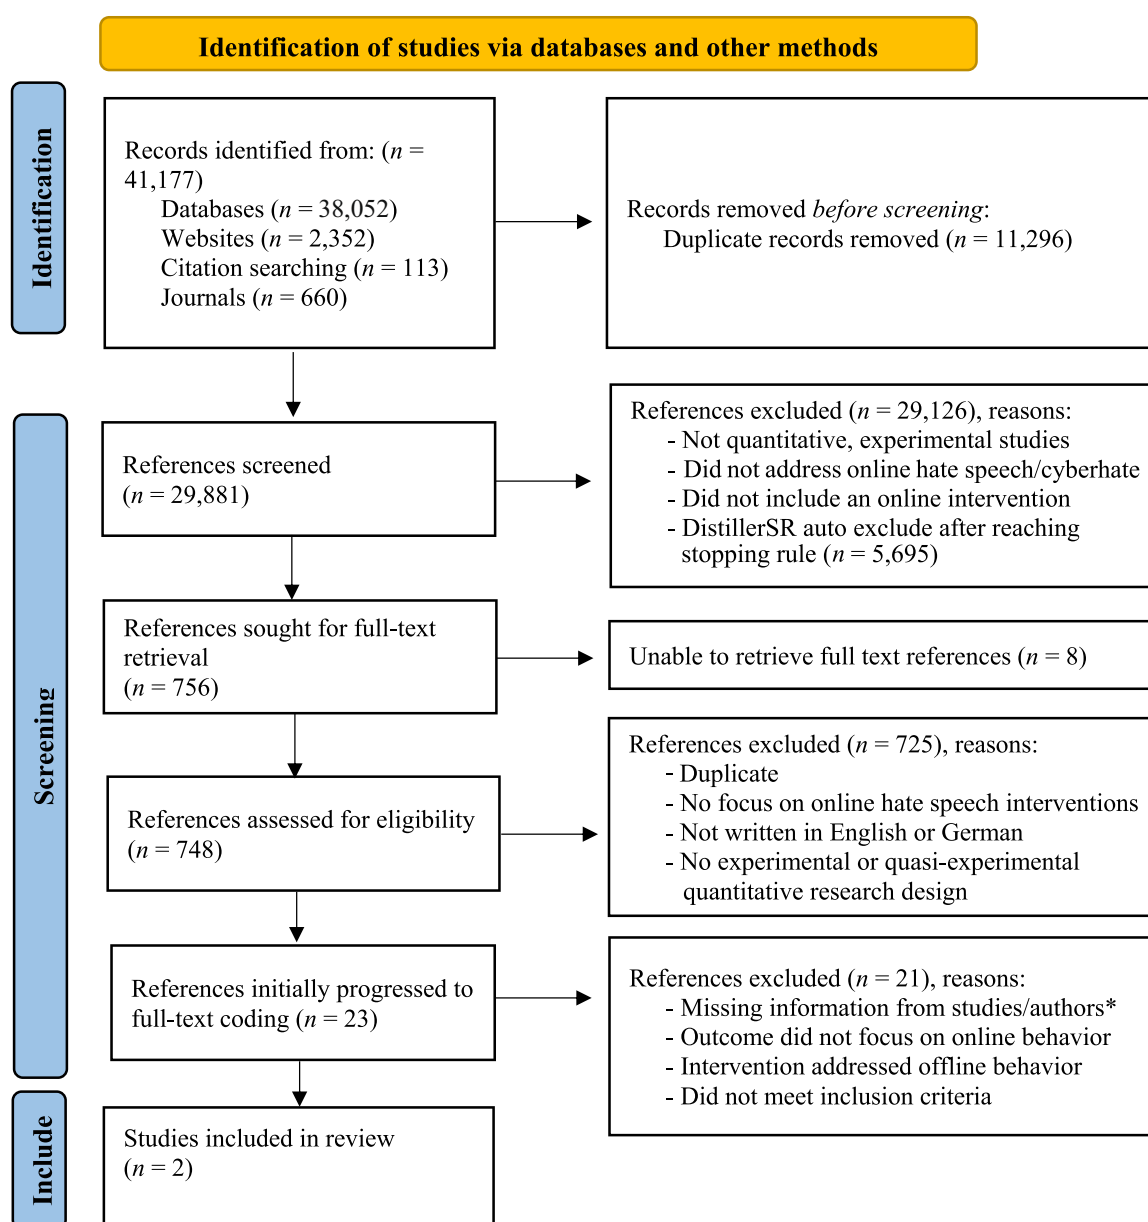 Identification of studies via databases and other methods
Identification
Records identified from: (n =
41,177)
Databases (n = 38,052)
Websites (n = 2,352)
Citation searching (n = 113)
Journals (n = 660)
Records removed before screening:
Duplicate records removed (n = 11,296)
Screening
References screened
(n = 29,881)
References excluded (n = 29,126), reasons:
- Not quantitative, experimental studies
- Did not address online hate speech/cyberhate
- Did not include an online intervention
- DistillerSR auto exclude after reaching
stopping rule (n = 5,695)
References sought for full-text
retrieval
(n = 756)
Unable to retrieve full text references (n = 8)
References assessed for eligibility
(n = 748)
References excluded (n = 725), reasons:
- Duplicate
- No focus on online hate speech interventions
- Not written in English or German
- No experimental or quasi-experimental
quantitative research design
References initially progressed to
full-text coding (n = 23)
References excluded (n = 21), reasons:
- Missing information from studies/authors*
- Outcome did not focus on online behavior
- Intervention addressed offline behavior
- Did not meet inclusion criteria
Include
Studies included in review
(n = 2)